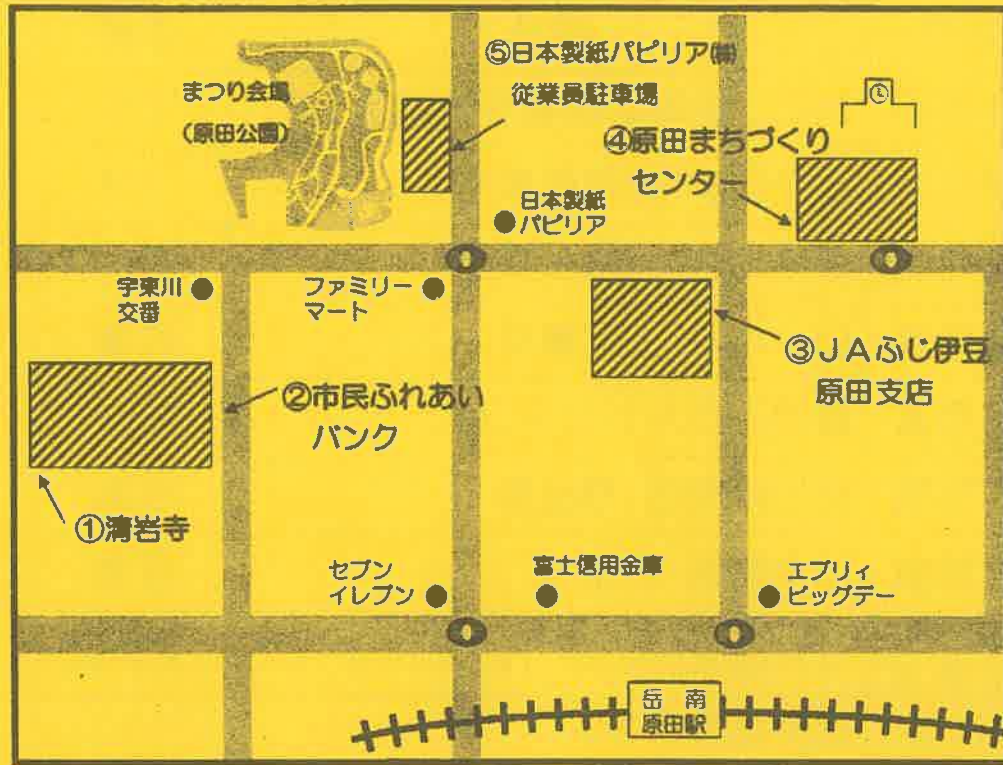 ⑤日本製紙パピリア㈱
従業員駐車場
まつり会場
(原田公園)
④原田まちづくり
センター
日本製紙
パピリア
宇東川
交番
ファミリー
マート
③JAふじ伊豆
原田支店
②市民ふれあい
バンク
①清岩寺
セブン
イレブン
富士信用金庫
エブリィ
ビッグデー
岳南
原田駅